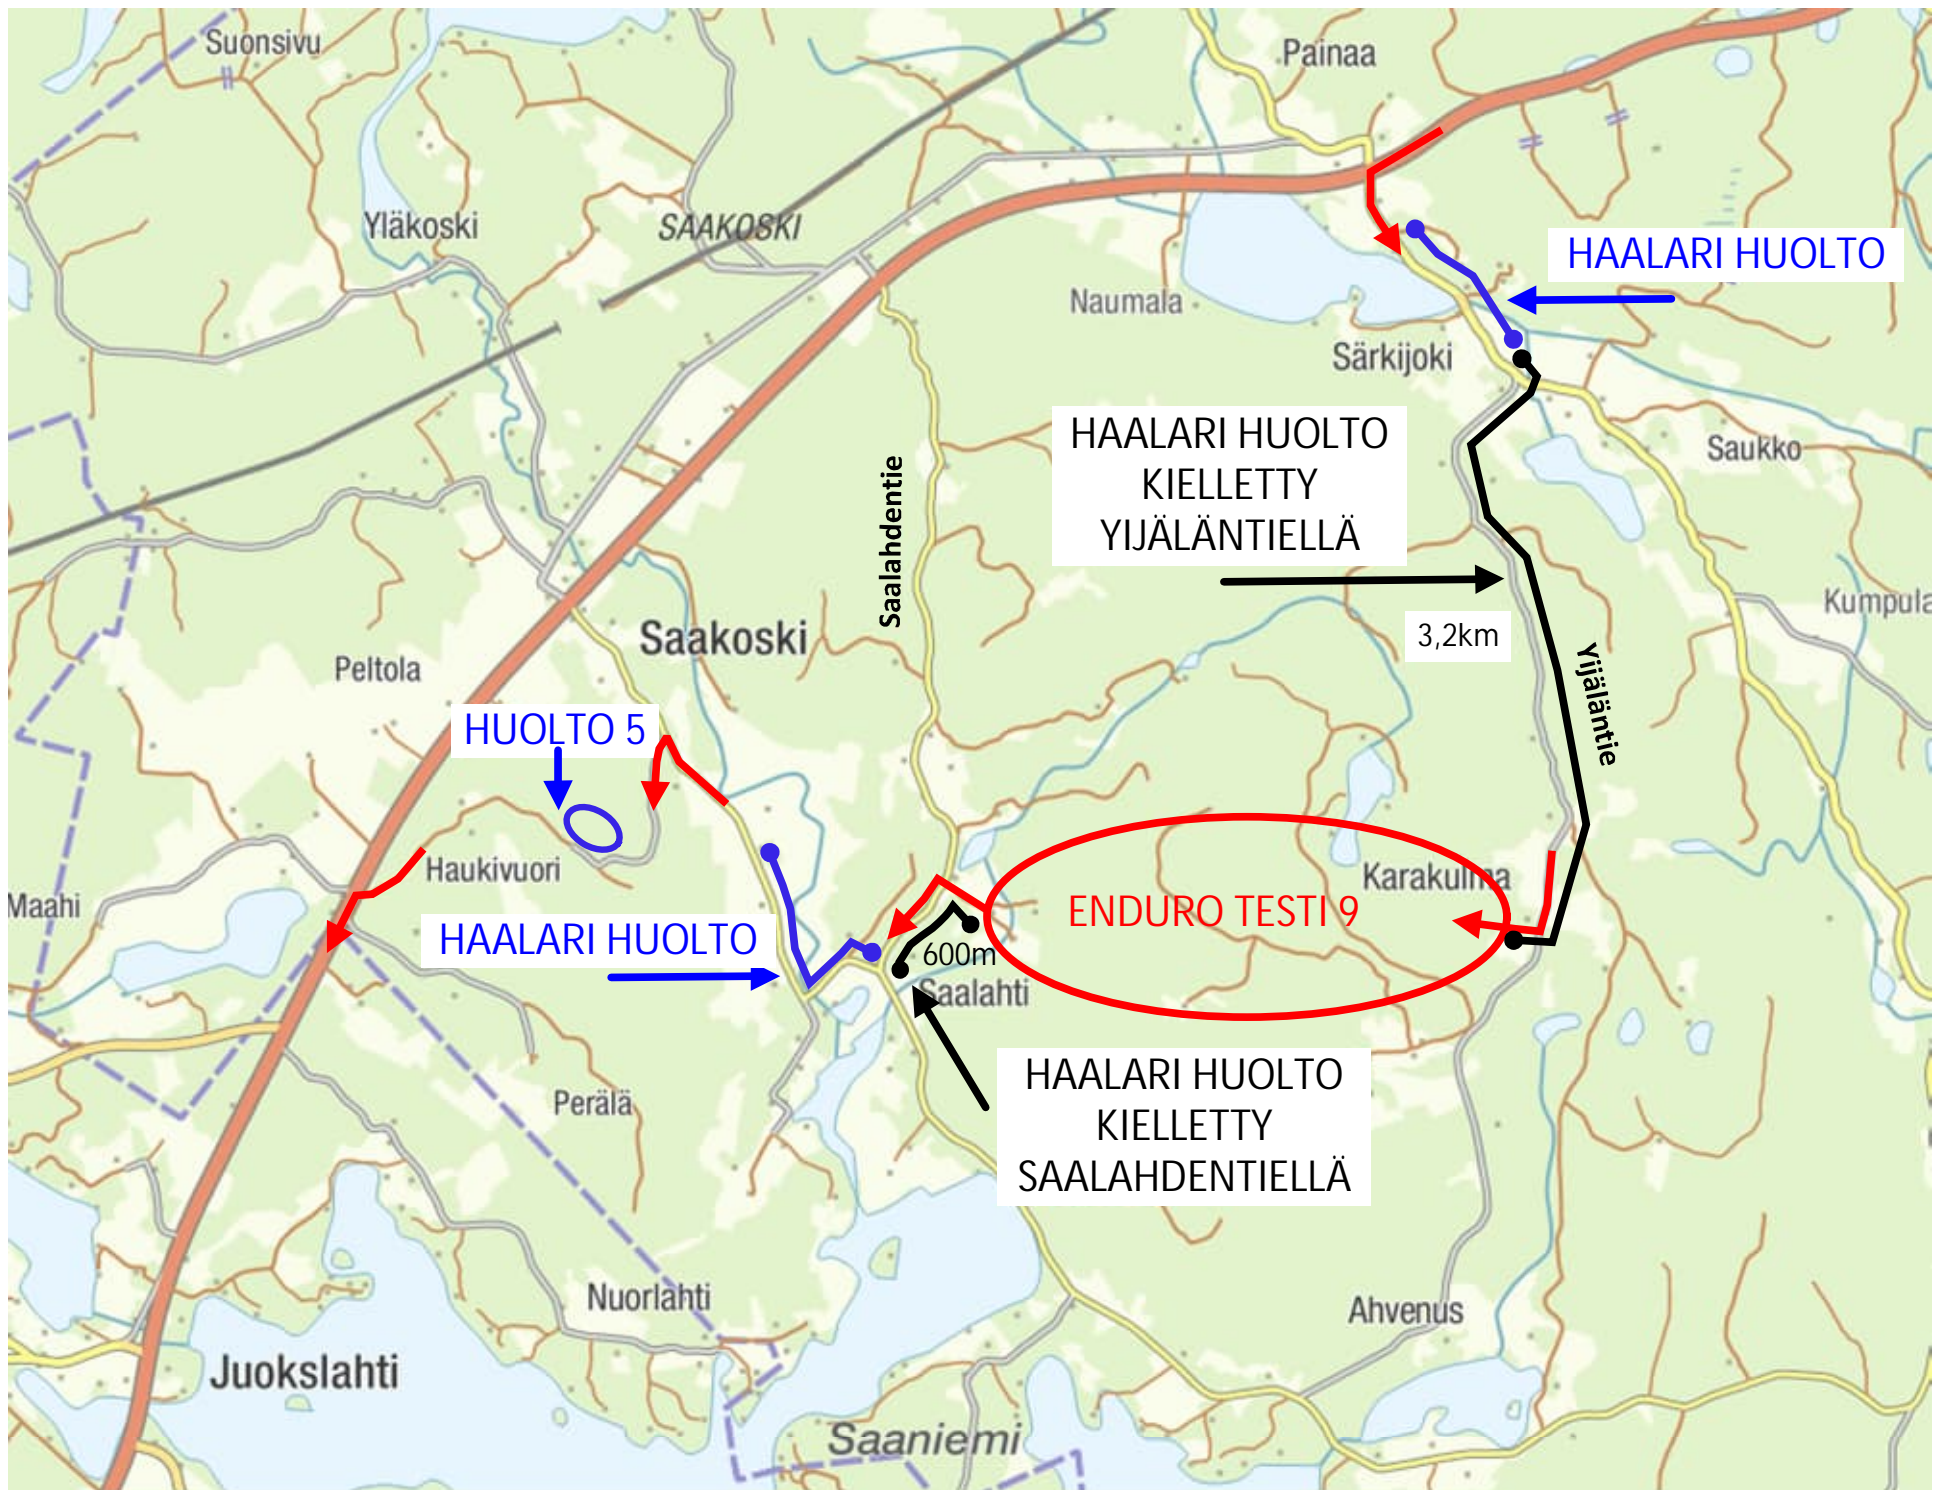 Suonsivu
Painaa
Yläkoski
SAAKOSKI
HAALARI HUOLTO
Naumala
Särkijoki
HAALARI HUOLTO
KIELLETTY
YIJÄLÄNTIELLÄ
Saukko
Saalahdentie
3,2km
Kumpula
Saakoski
Peltola
Yijäläntie
HUOLTO 5
Haukivuori
Karakulma
Maahi
ENDURO TESTI 9
HAALARI HUOLTO
600m
Saalahti
HAALARI HUOLTO
KIELLETTY
SAALAHDENTIELLÄ
Perälä
Nuorlahti
Ahvenus
Juokslahti
Saaniemi